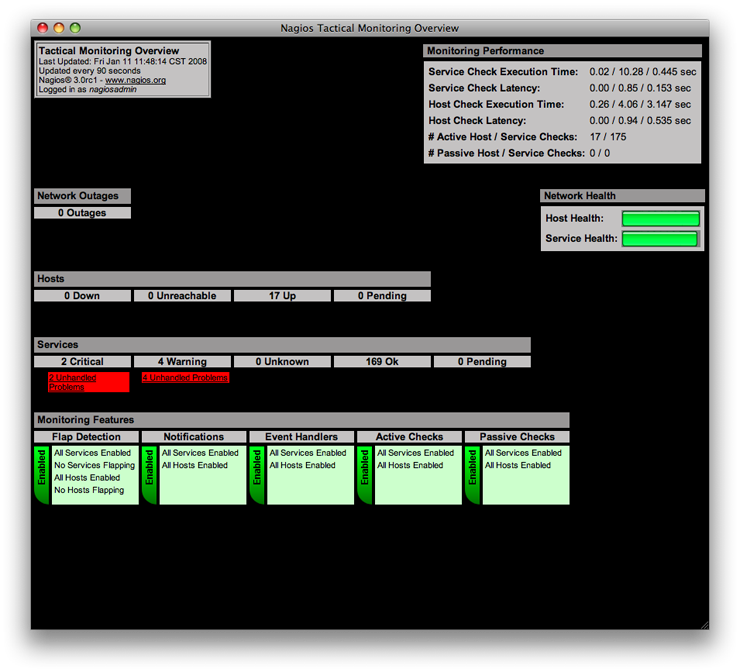 Nagios Tactical Monitoring Overview
Tactical Monitoring Overview
Last Updated: Fri Jan 11 11:48:14 CST 2008
Updated every 90 seconds
Nagios® 3.0rc1 - www.nagios.org
Logged in as nagiosadmin
Monitoring Performance
Service Check Execution Time: 0.02 / 10.28 / 0.445 sec
Service Check Latency: 0.00 / 0.85 / 0.153 sec
Host Check Execution Time: 0.26 / 4.06 / 3.147 sec
Host Check Latency: 0.00 / 0.94 / 0.535 sec
# Active Host / Service Checks: 17 / 175
# Passive Host / Service Checks: 0 / 0
Network Outages
0 Outages
Network Health
Host Health:
Service Health:
Hosts
0 Down 0 Unreachable 17 Up 0 Pending
Services
2 Critical 4 Warning 0 Unknown 169 Ok 0 Pending
2 Unhandled
Problems
4 Unhandled Problems
Monitoring Features
Flap Detection Notifications Event Handlers Active Checks Passive Checks
Enabled
All Services Enabled
No Services Flapping
All Hosts Enabled
No Hosts Flapping
Enabled
All Services Enabled
All Hosts Enabled
Enabled
All Services Enabled
All Hosts Enabled
Enabled
All Services Enabled
All Hosts Enabled
Enabled
All Services Enabled
All Hosts Enabled